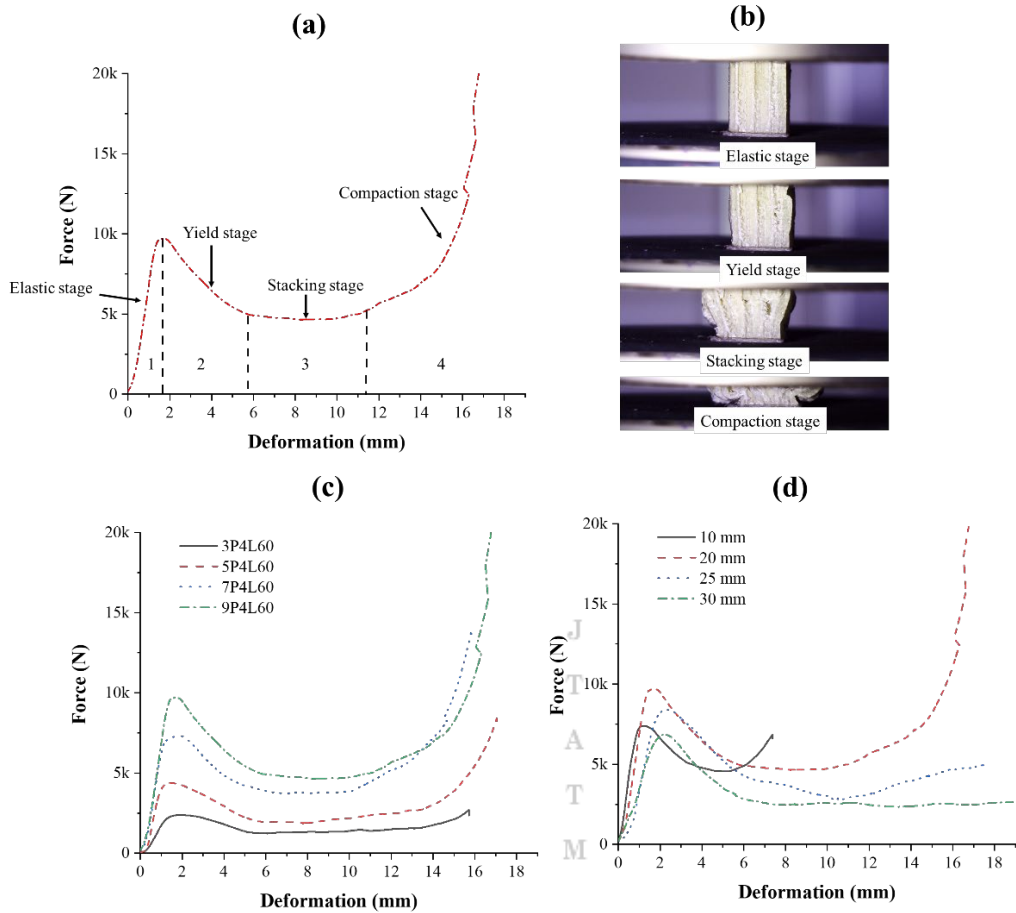 (a)
20k
15k
10k
5k
0
Force (N)
Elastic stage
Yield stage
Stacking stage
Compaction stage
1
2
3
4
0 2 4 6 8 10 12 14 16 18
Deformation (mm)
(b)
Elastic stage
Yield stage
Stacking stage
Compaction stage
(c)
20k
15k
10k
5k
0
Force (N)
3P4L60
5P4L60
7P4L60
9P4L60
0 2 4 6 8 10 12 14 16 18
Deformation (mm)
(d)
20k
15k
10k
5k
0
Force (N)
10 mm
20 mm
25 mm
30 mm
0 2 4 6 8 10 12 14 16 18
Deformation (mm)
J
T
A
T
M